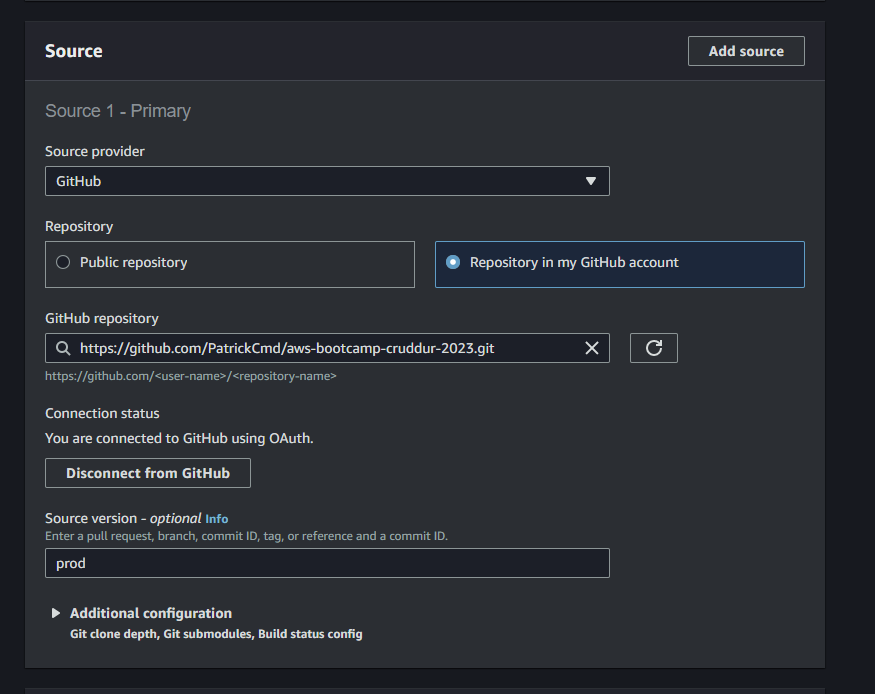 Source
Add source
Source 1 - Primary
Source provider
GitHub
Repository
Public repository
Repository in my GitHub account
GitHub repository
https://github.com/PatrickCmd/aws-bootcamp-cruddur-2023.git
https://github.com/<user-name>/<repository-name>
Connection status
You are connected to GitHub using OAuth.
Disconnect from GitHub
Source version - optional Info
Enter a pull request, branch, commit ID, tag, or reference and a commit ID.
prod
Additional configuration
Git clone depth, Git submodules, Build status config